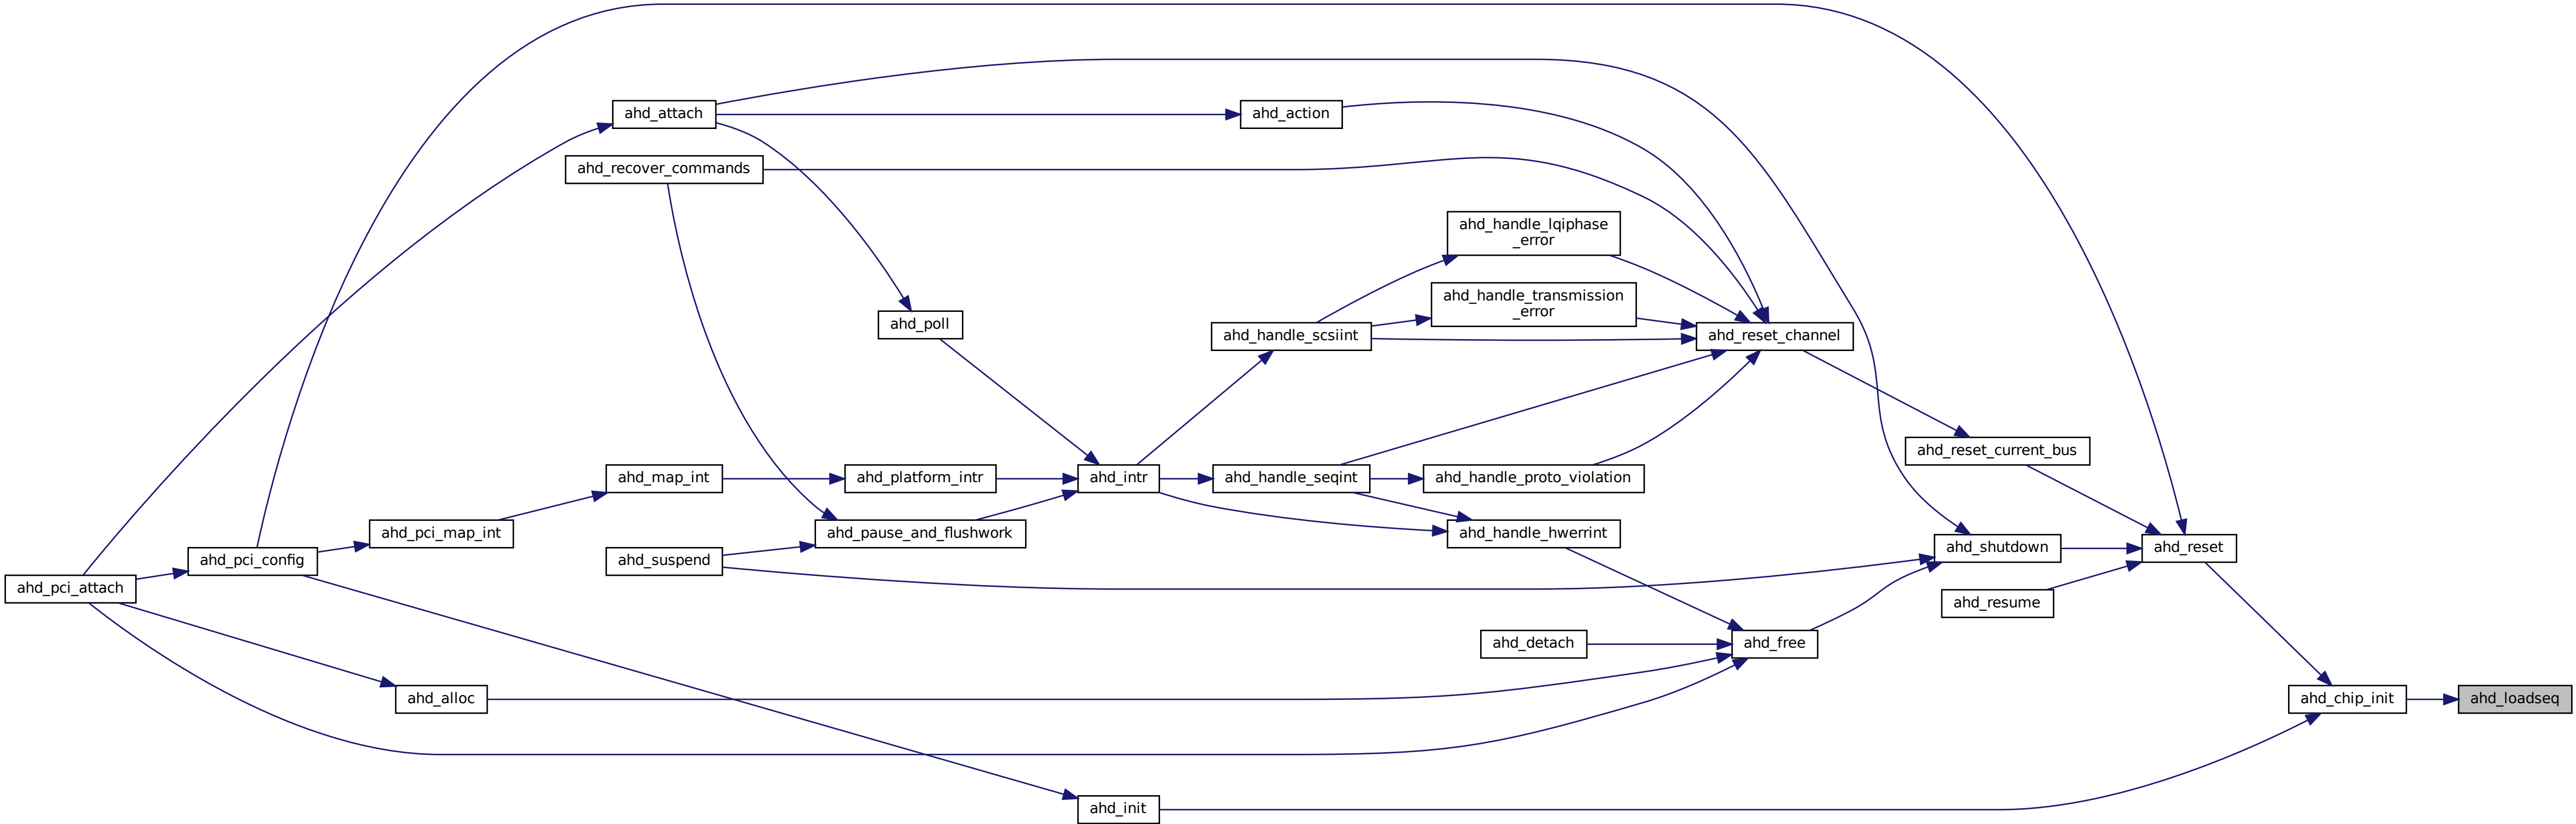 ahd_attach
ahd_action
ahd_recover_commands
ahd_handle_lqiphase
_error
ahd_handle_transmission
_error
ahd_poll
ahd_handle_scsiint
ahd_reset_channel
ahd_reset_current_bus
ahd_map_int
ahd_platform_intr
ahd_intr
ahd_handle_seqint
ahd_handle_proto_violation
ahd_pci_map_int
ahd_pause_and_flushwork
ahd_handle_hwerrint
ahd_pci_config
ahd_suspend
ahd_shutdown
ahd_reset
ahd_pci_attach
ahd_resume
ahd_detach
ahd_free
ahd_alloc
ahd_chip_init
ahd_loadseq
ahd_init